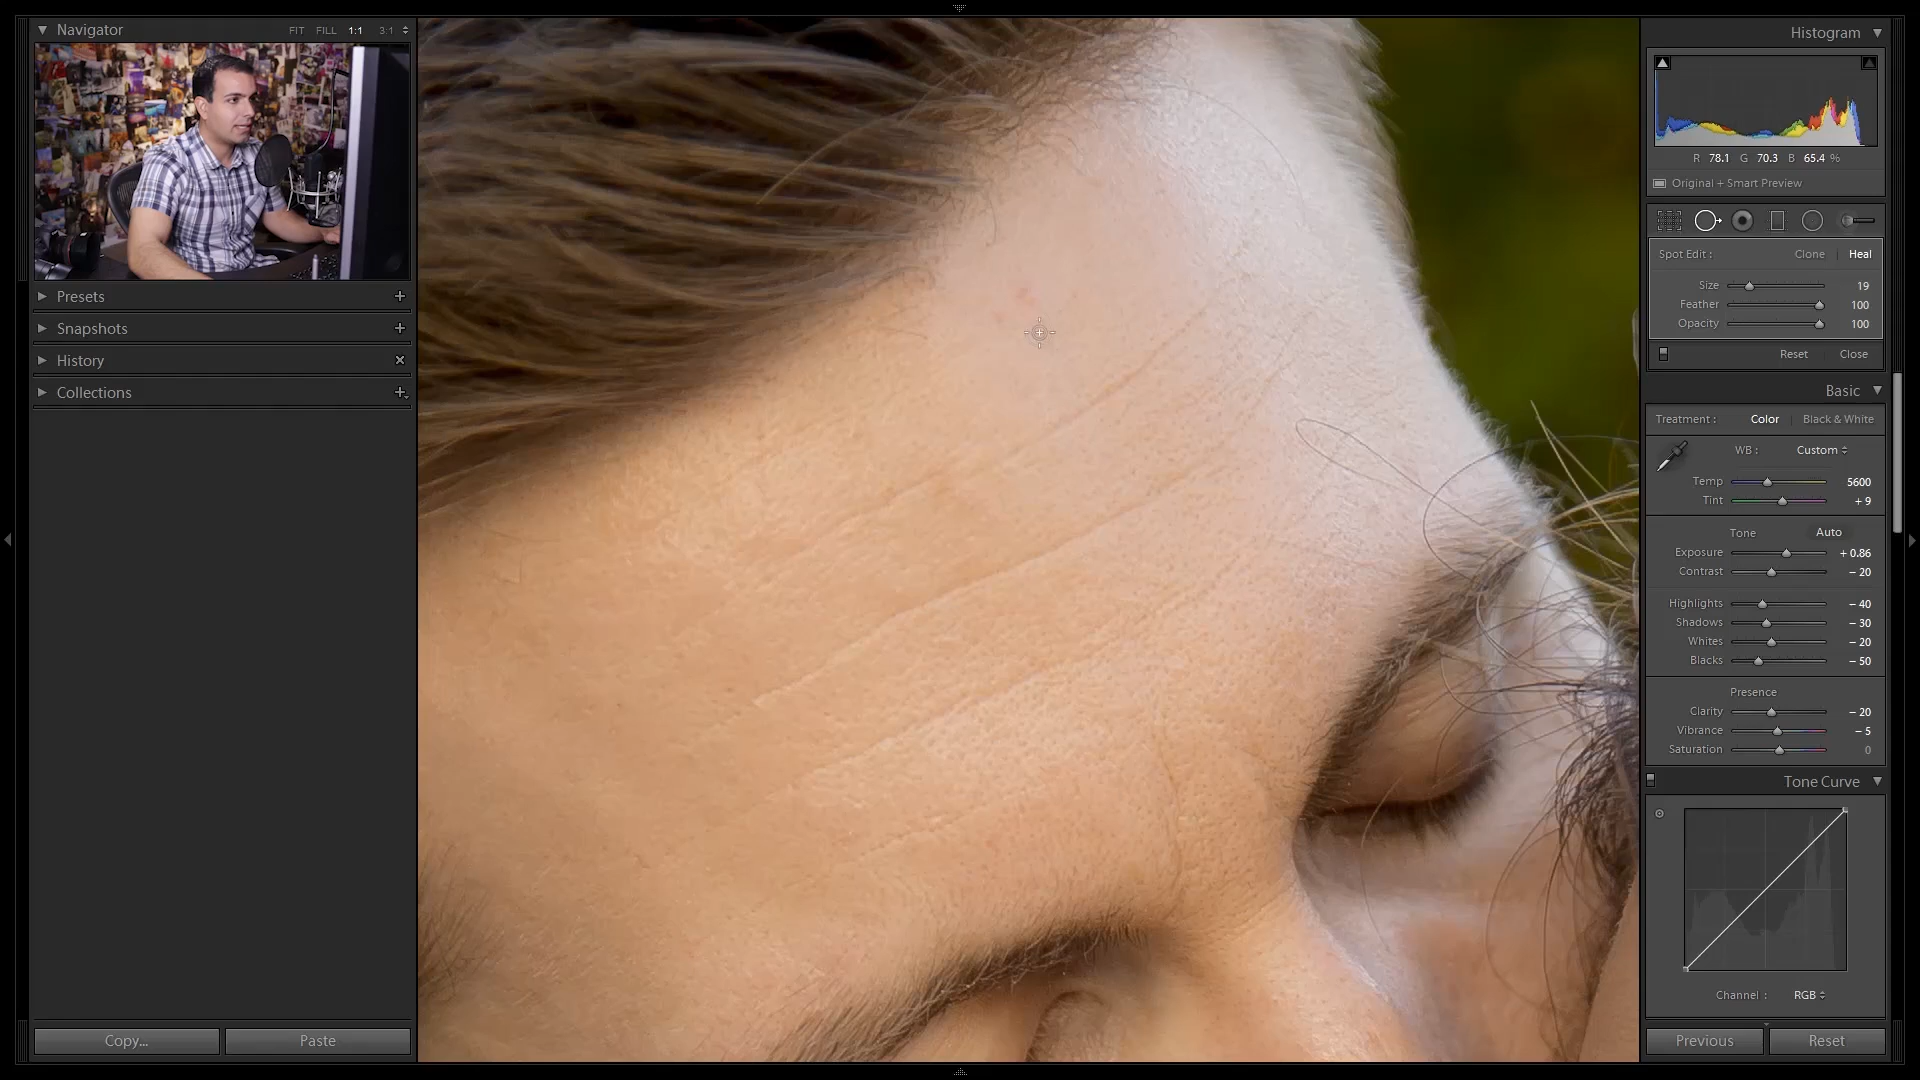 Navigator FIT FILL 1:1 3:1
Presets
Snapshots
History
Collections
Copy... Paste
Histogram
R 78.1 G 70.3 B 65.4 %
Original + Smart Preview
Spot Edit : Clone | Heal
Size 19
Feather 100
Opacity 100
Reset Close
Basic
Treatment : Color | Black & White
WB : Custom
Temp 5600
Tint + 9
Tone Auto
Exposure + 0.86
Contrast – 20
Highlights – 40
Shadows – 30
Whites – 20
Blacks – 50
Presence
Clarity – 20
Vibrance – 5
Saturation 0
Tone Curve
Channel : RGB
Previous Reset